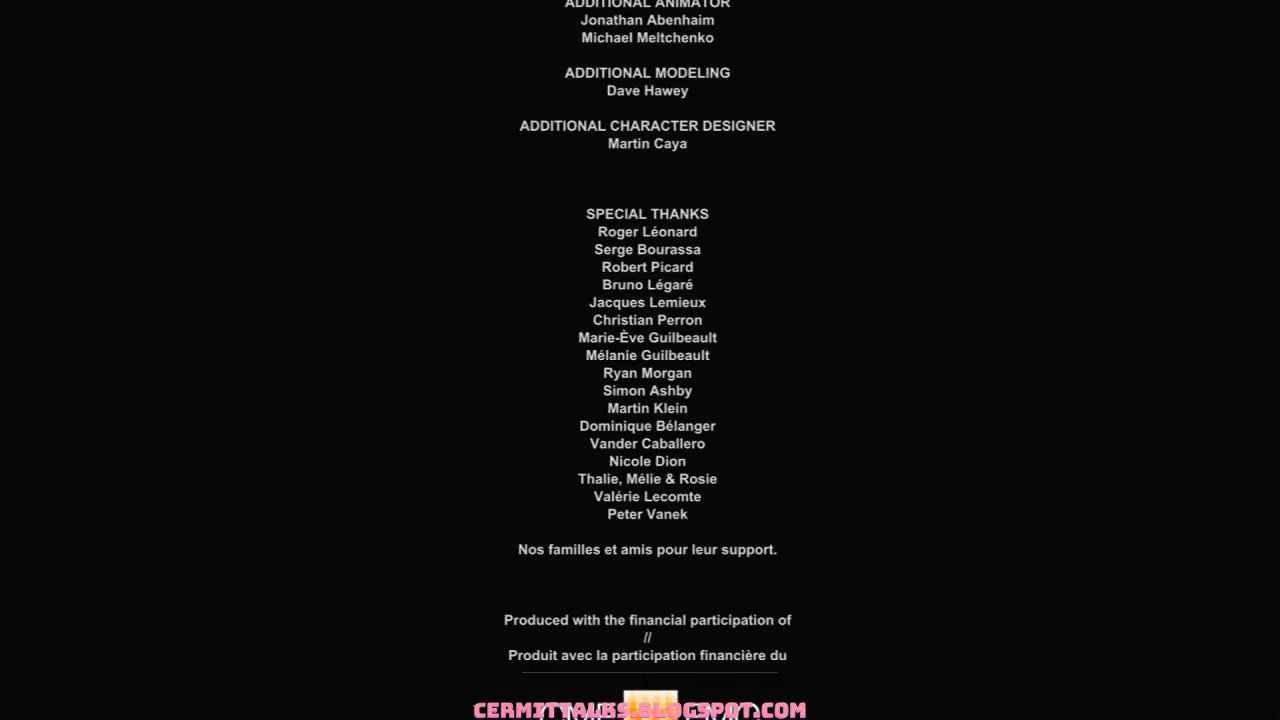 ADDITIONAL ANIMATOR
Jonathan Abenhaim
Michael Meltchenko
ADDITIONAL MODELING
Dave Hawey
ADDITIONAL CHARACTER DESIGNER
Martin Caya
SPECIAL THANKS
Roger Léonard
Serge Bourassa
Robert Picard
Bruno Légaré
Jacques Lemieux
Christian Perron
Marie-Ève Guilbeault
Mélanie Guilbeault
Ryan Morgan
Simon Ashby
Martin Klein
Dominique Bélanger
Vander Caballero
Nicole Dion
Thalie, Mélie & Rosie
Valérie Lecomte
Peter Vanek
Nos familles et amis pour leur support.
Produced with the financial participation of
//
Produit avec la participation financière du
CERMITTALKS.BLOGSPOT.COM